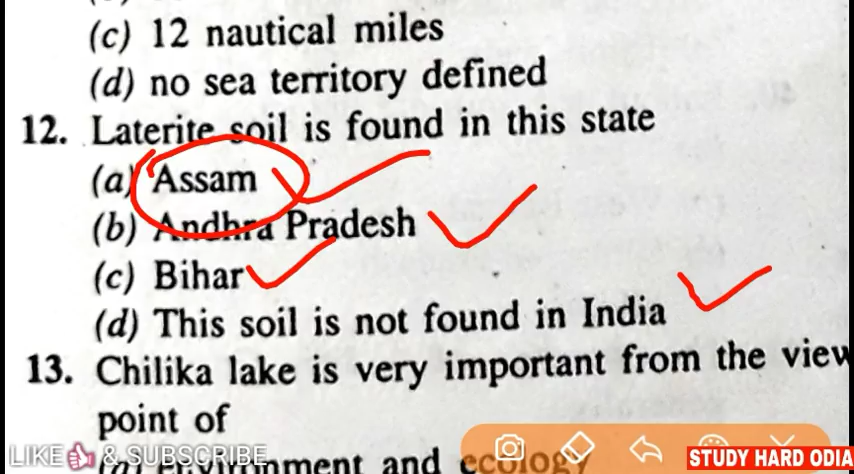 (c) 12 nautical miles
(d) no sea territory defined
12. Laterite soil is found in this state
(a) Assam
(b) Andhra Pradesh
(c) Bihar
(d) This soil is not found in India
13. Chilika lake is very important from the view
point of
LIKE & SUBSCRIBE
and ecology
STUDY HARD ODIA